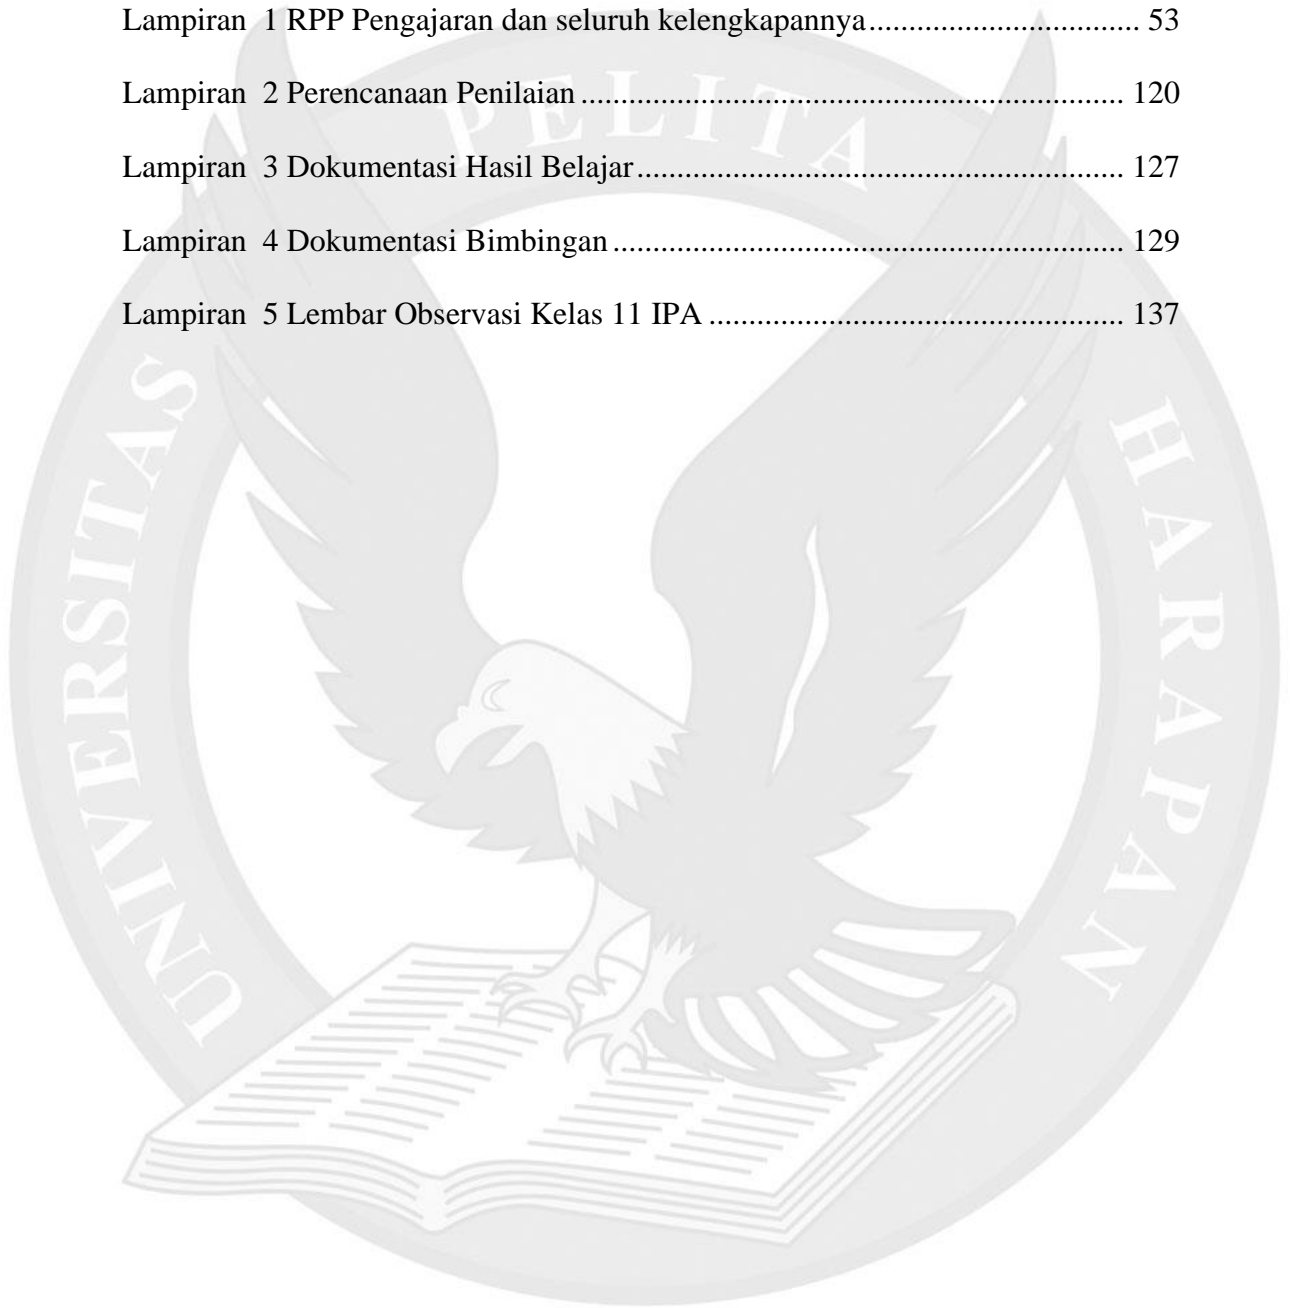 Lampiran 1 RPP Pengajaran dan seluruh kelengkapannya.................................. 53
Lampiran 2 Perencanaan Penilaian .................................................................... 120
Lampiran 3 Dokumentasi Hasil Belajar............................................................. 127
Lampiran 4 Dokumentasi Bimbingan ................................................................ 129
Lampiran 5 Lembar Observasi Kelas 11 IPA .................................................... 137
UNIVERSITAS PELITA HARAPAN